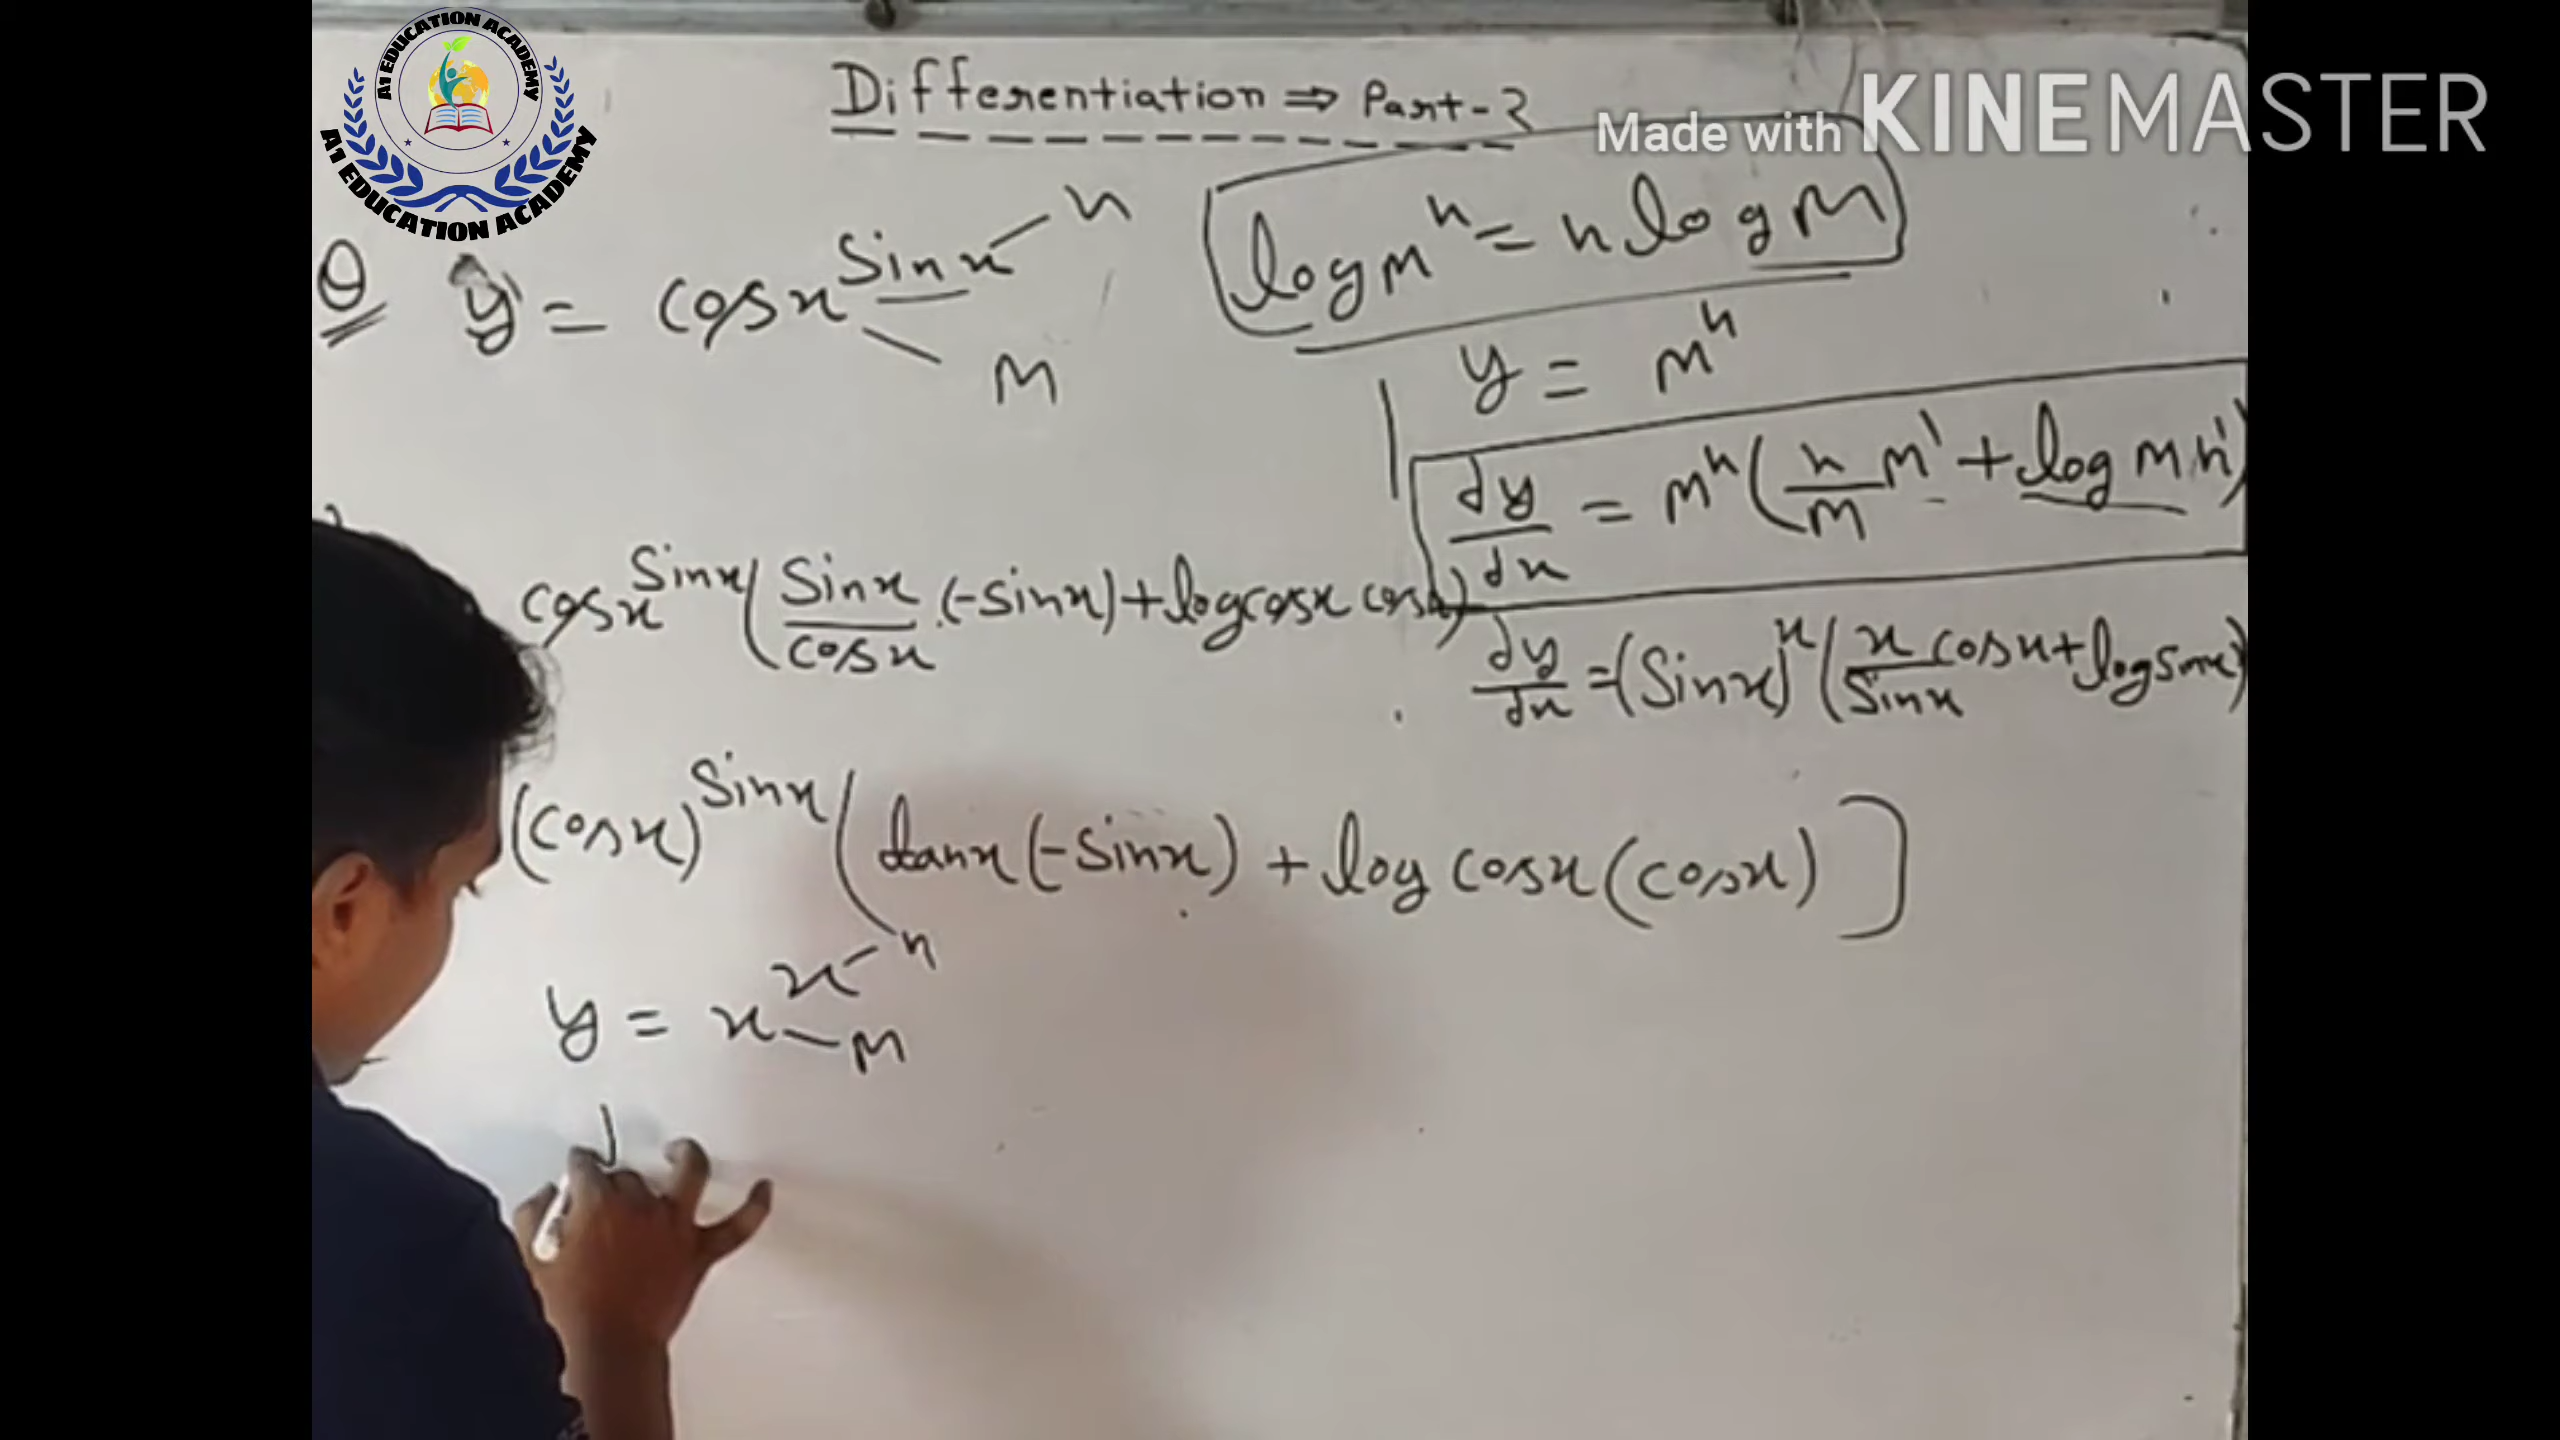 A1 EDUCATION ACADEMY
A1 EDUCATION ACADEMY
Made with KINEMASTER
Differentiation ⇒ Part-2
Q y = cosx^sinx n
M
log m^n = n log m
y = m^n
dy/dx = m^n (n/m m' + log m n')
cosx^sinx (sinx/cosx .(-sinx) + log cosx cosx)
dy/dx = (sinx)^x (x/sinx cosx + log sinx)
(cosx)^sinx (tanx (-sinx) + log cosx (cosx)]
y = x^x n
M